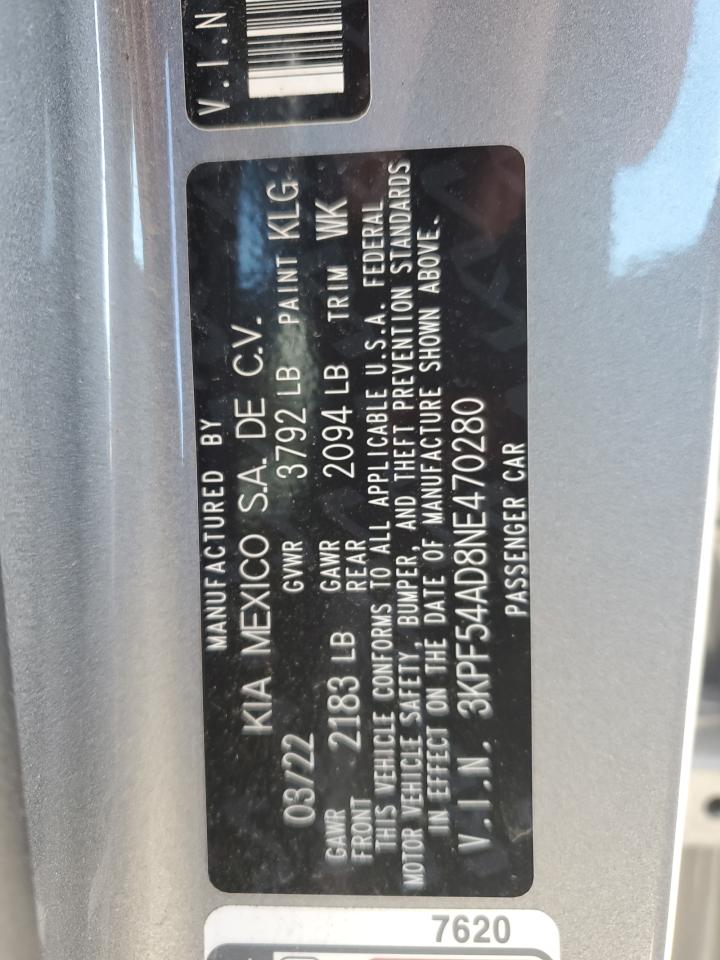 MANUFACTURED BY
KIA MEXICO S.A. DE C.V.
03/22 GVWR 3792 LB PAINT KLG
GAWR FRONT 2183 LB GAWR REAR 2094 LB TRIM WK
THIS VEHICLE CONFORMS TO ALL APPLICABLE U.S.A. FEDERAL
MOTOR VEHICLE SAFETY, BUMPER, AND THEFT PREVENTION STANDARDS
IN EFFECT ON THE DATE OF MANUFACTURE SHOWN ABOVE.
V.I.N. 3KPF54AD8NE470280
PASSENGER CAR
V.I.N
7620